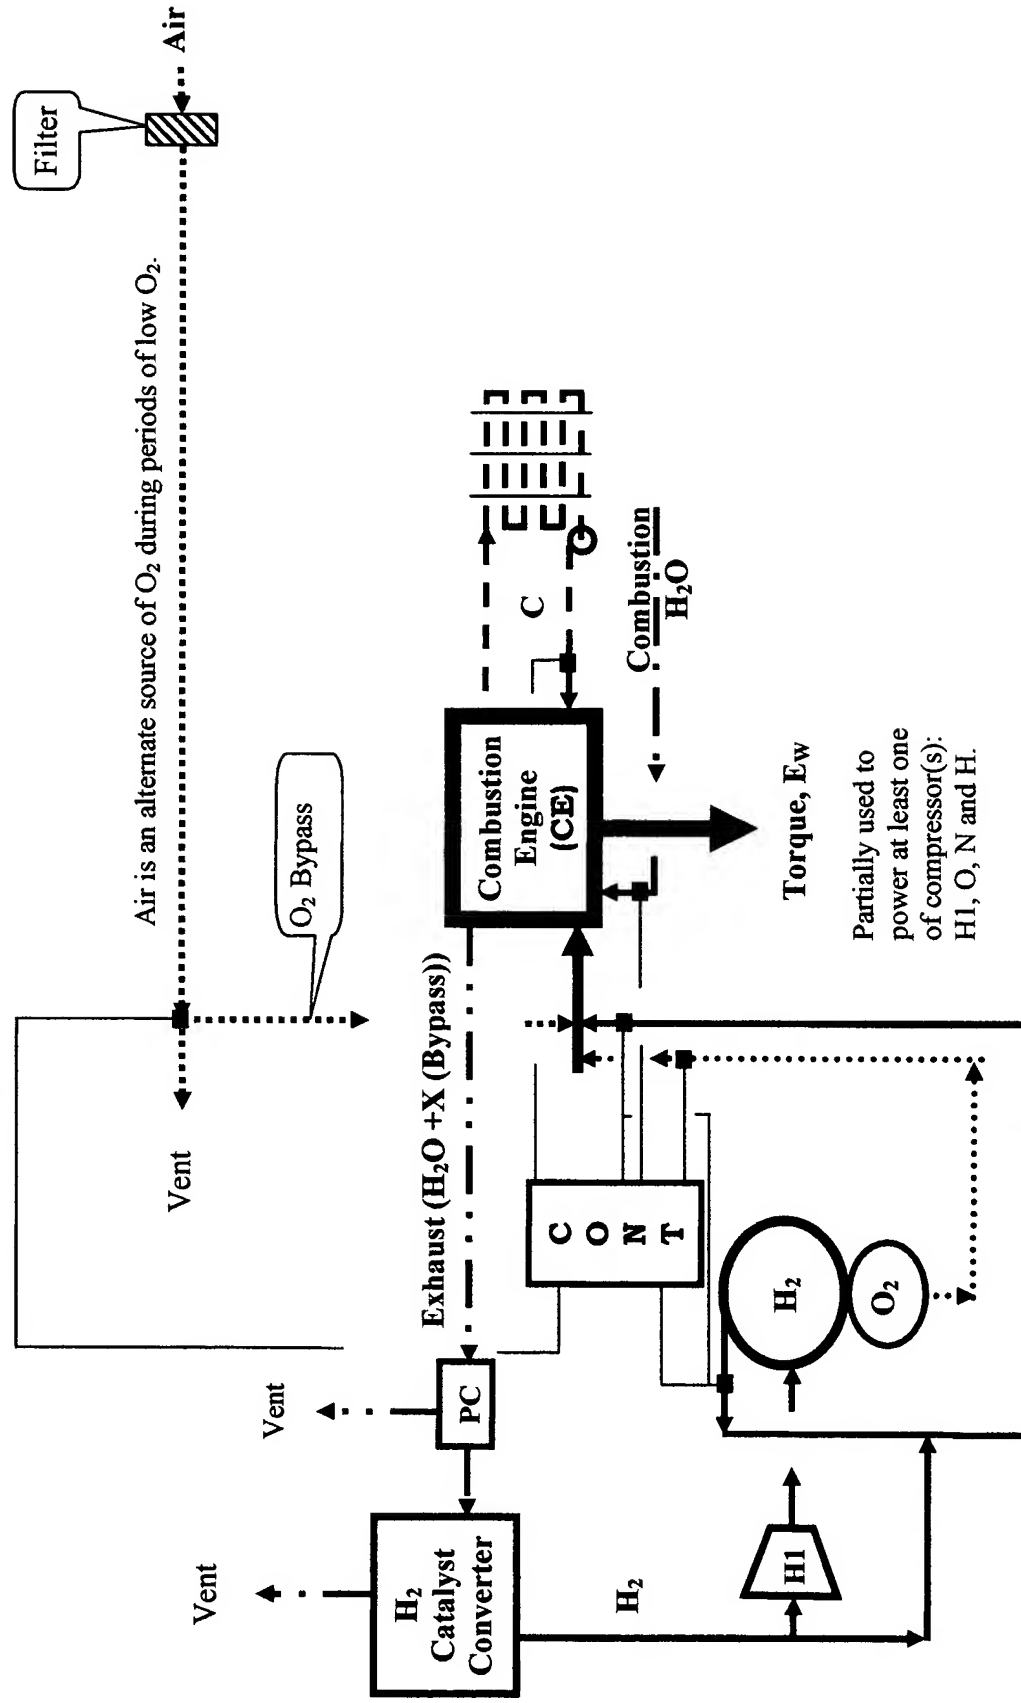 Filter
Air
Air is an alternate source of O₂ during periods of low O₂.
Vent
O₂ Bypass
Vent
Vent
Exhaust (H₂O +X (Bypass))
PC
H₂
Catalyst
Converter
Combustion
Engine
(CE)
C
C
O
N
T
Combustion
H₂O
H₂
H1
H₂
O₂
Torque, E_W
Partially used to
power at least one
of compressor(s):
H1, O, N and H.